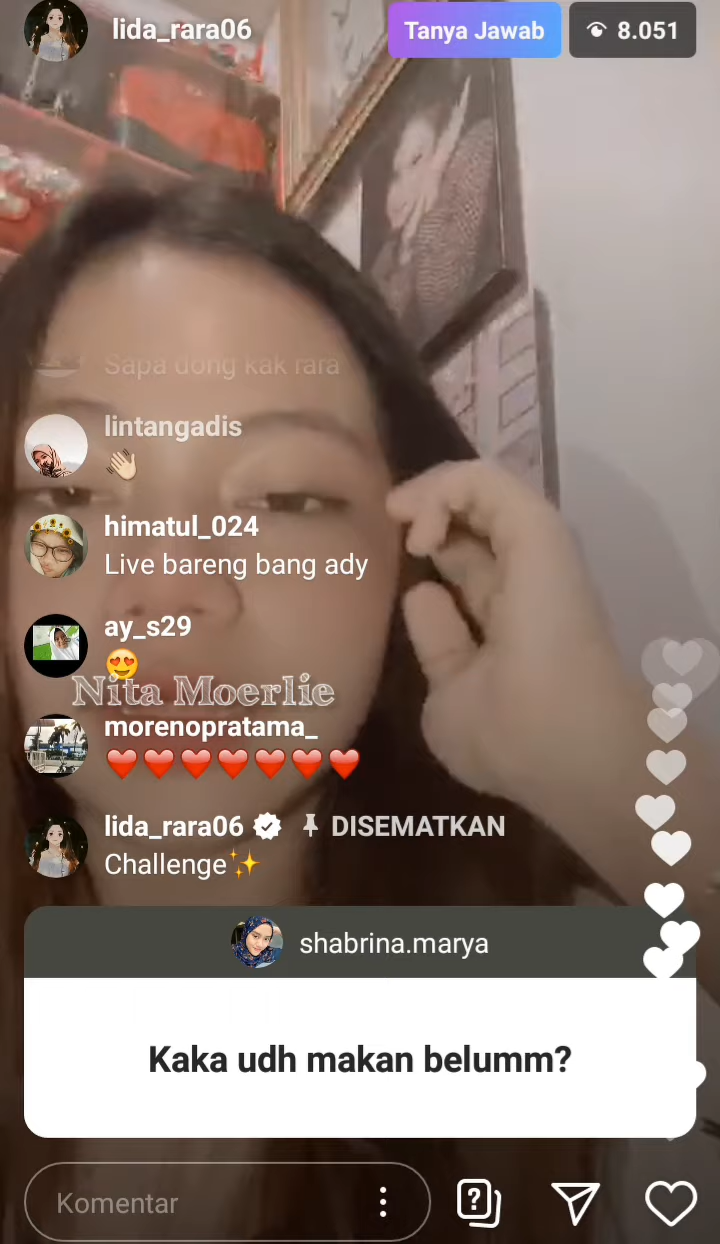 lida_rara06
Tanya Jawab
8.051
Sapa dong kak rara
lintangadis
👋🏻
himatul_024
Live bareng bang ady
ay_s29
😍
Nita Moerlie
morenopratama_
❤️❤️❤️❤️❤️❤️❤️
lida_rara06 DISEMATKAN
Challenge✨
shabrina.marya
Kaka udh makan belumm?
Komentar